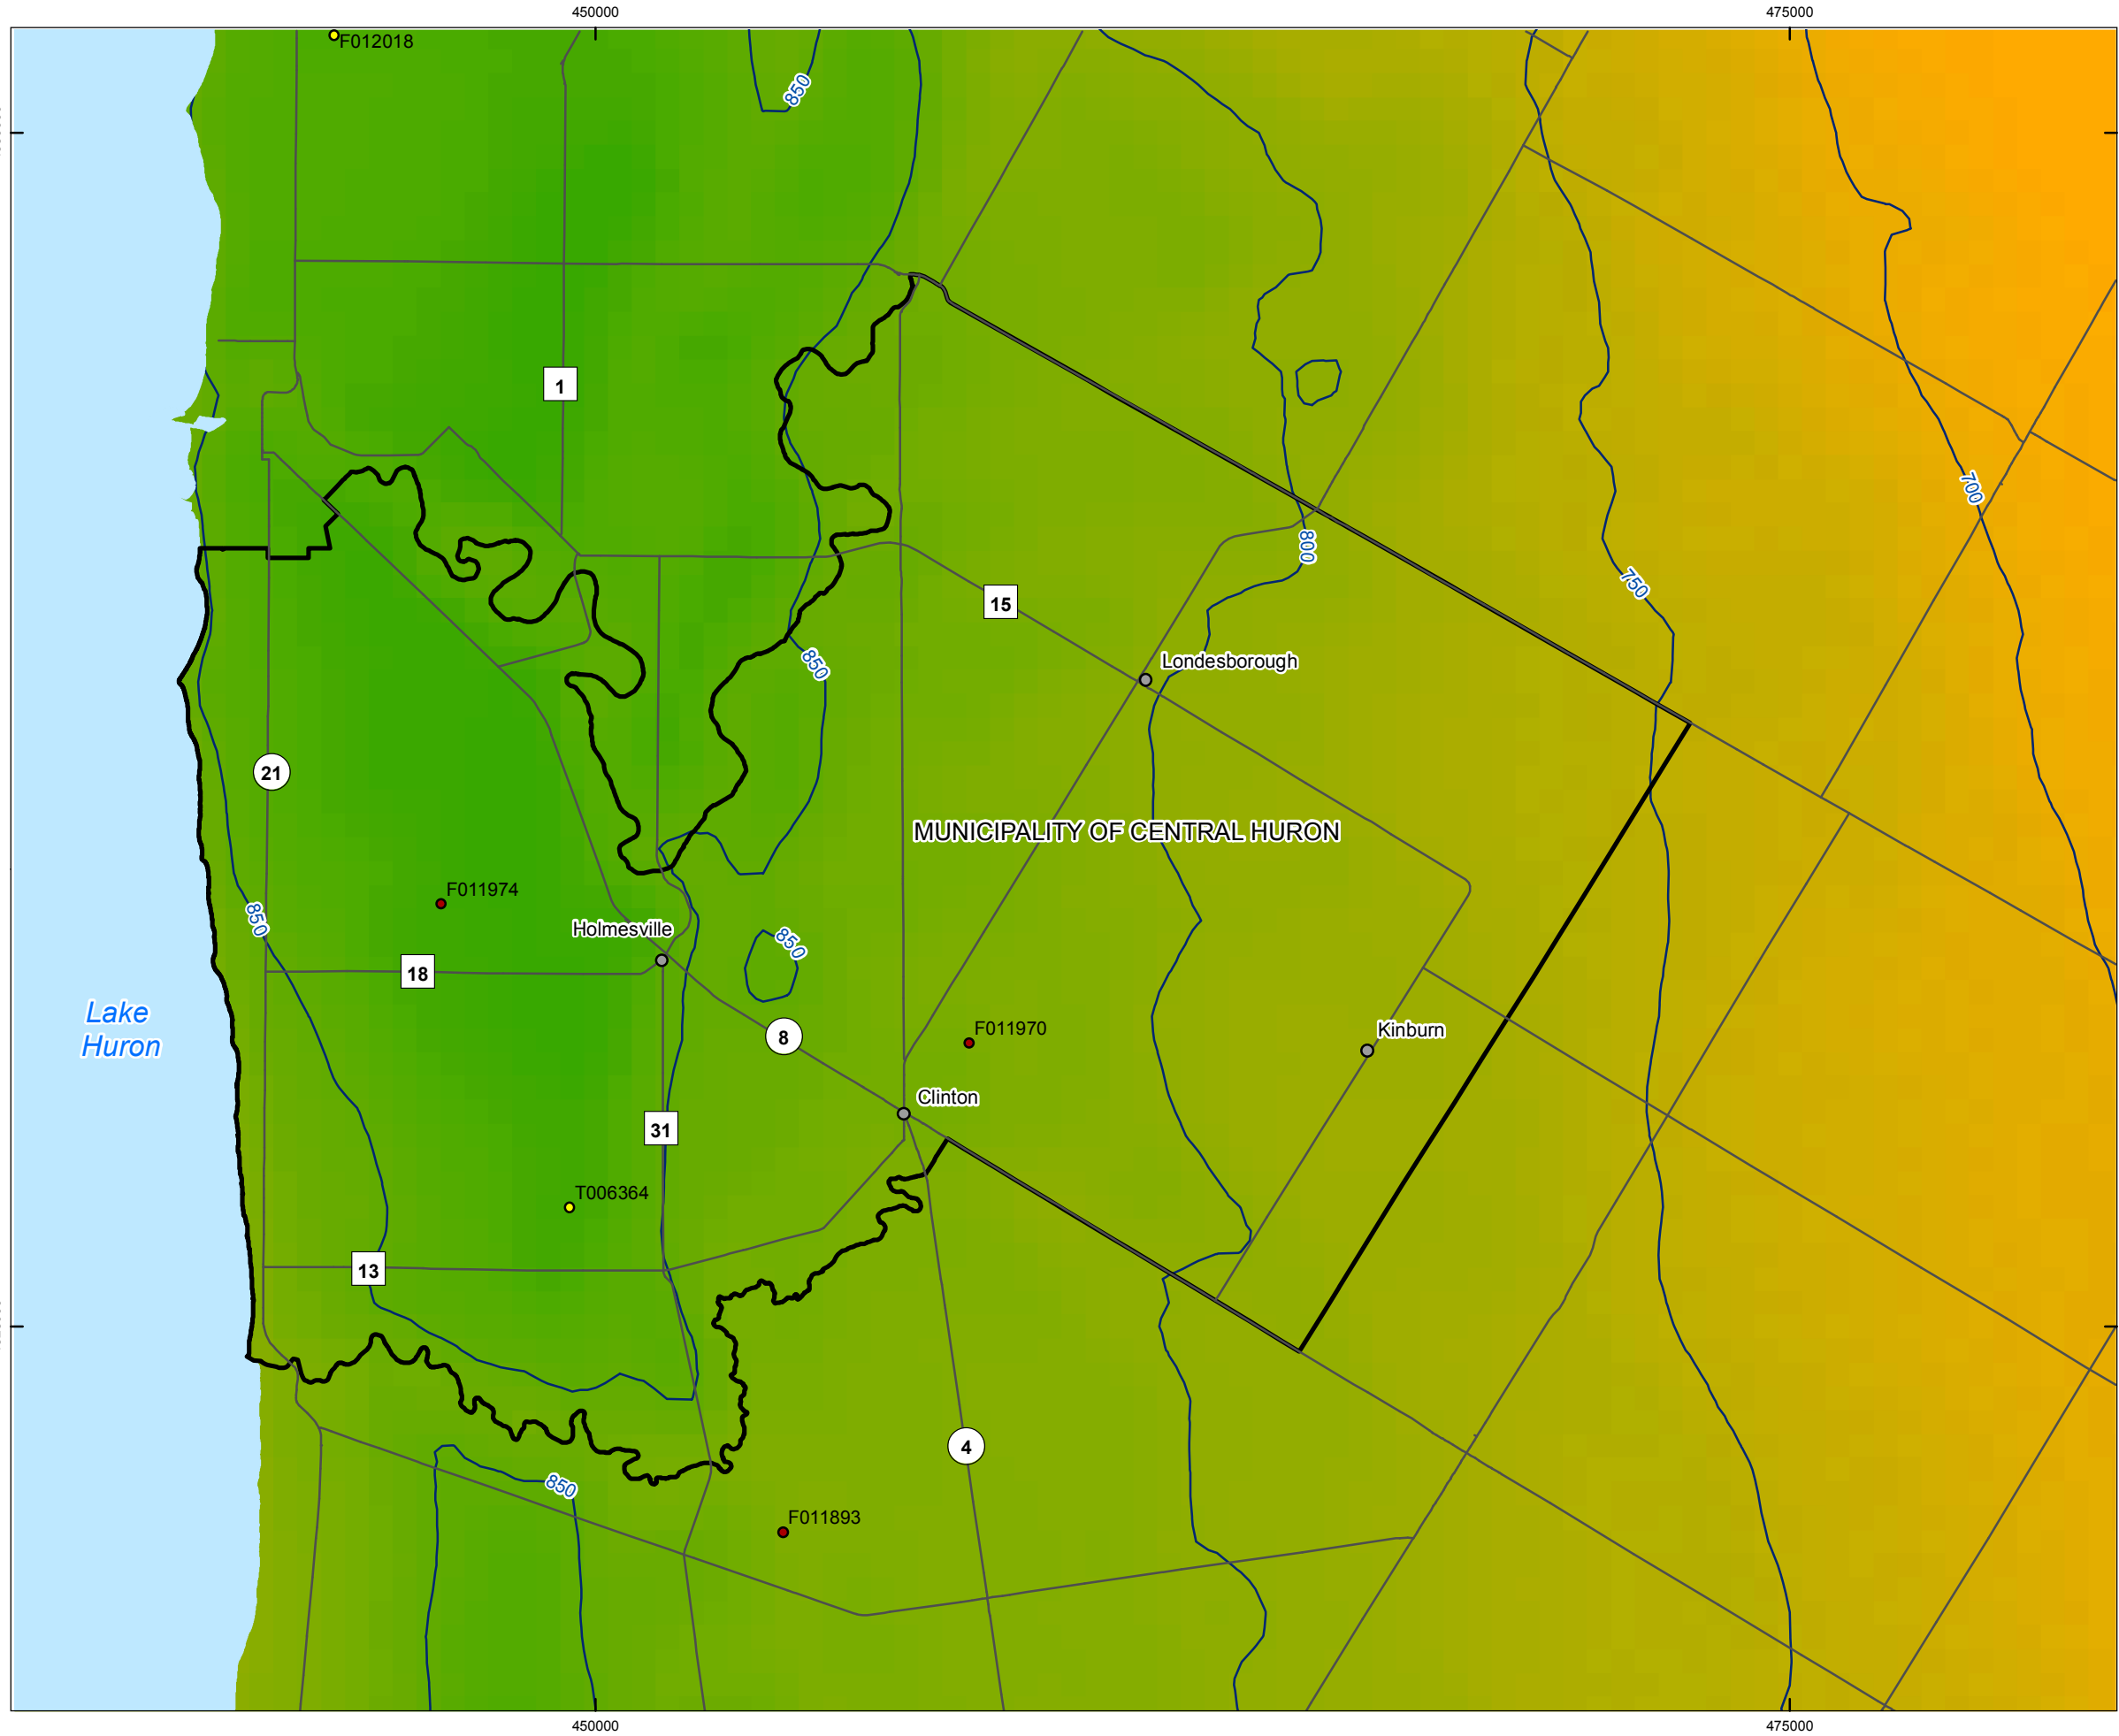 450000
475000
F012018
850
1
700
800
15
750
Londesborough
850
21
MUNICIPALITY OF CENTRAL HURON
F011974
850
Holmesville
850
18
Lake
Huron
8
F011970
Kinburn
Clinton
31
T006364
13
4
850
F011893
450000
475000